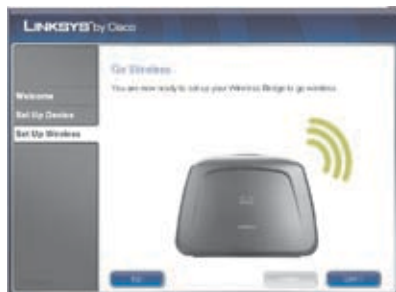 LINKSYS by Cisco
Go Wireless
You are now ready to set up your Wireless Bridge to go wireless.
Welcome
Set Up Device
Set Up Wireless